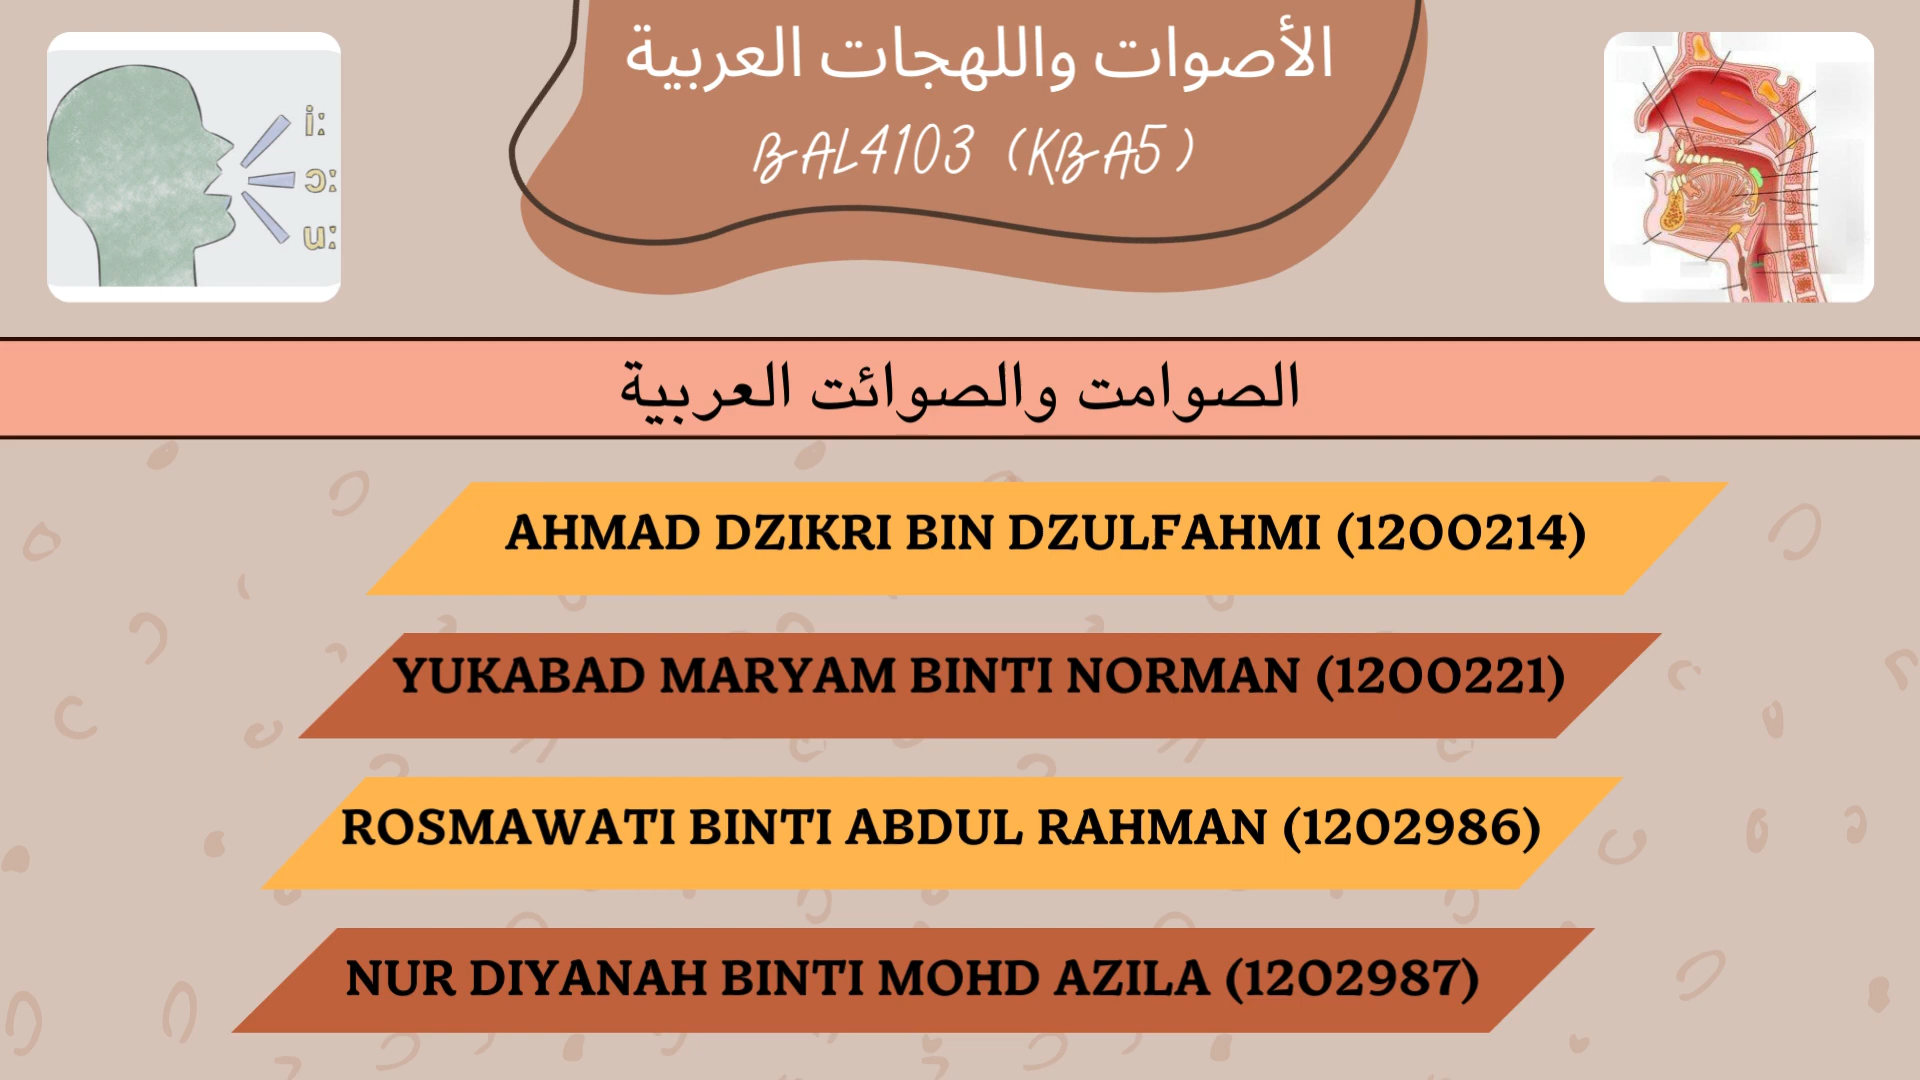 الأصوات واللهجات العربية
BAL4103 (KBA5)
i:
ɔ:
u:
الصوامت والصوائت العربية
AHMAD DZIKRI BIN DZULFAHMI (1200214)
YUKABAD MARYAM BINTI NORMAN (1200221)
ROSMAWATI BINTI ABDUL RAHMAN (1202986)
NUR DIYANAH BINTI MOHD AZILA (1202987)